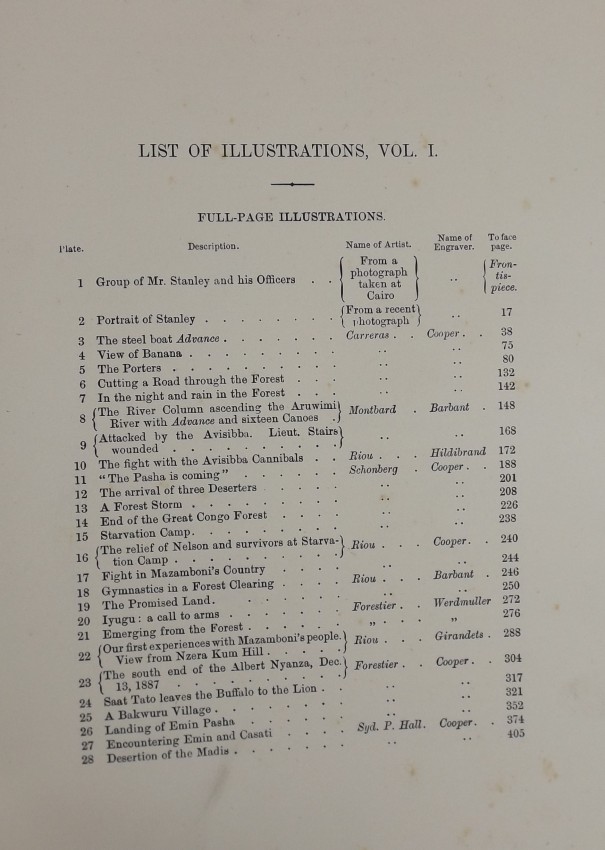 LIST OF ILLUSTRATIONS, VOL. I.
FULL-PAGE ILLUSTRATIONS.
Plate. Description. Name of Artist. Name of Engraver. To face page.
1 Group of Mr. Stanley and his Officers . . {From a photograph taken at Cairo} .. {Frontispiece.
2 Portrait of Stanley . . . . . . . {From a recent photograph} .. 17
3 The steel boat Advance . . . . . . Carreras . . Cooper . . 38
4 View of Banana . . . . . . . . .. .. 75
5 The Porters . . . . . . . . .. .. 80
6 Cutting a Road through the Forest . . . .. .. 132
7 In the night and rain in the Forest . . . .. .. 142
8 {The River Column ascending the Aruwimi
River with Advance and sixteen Canoes .} Montbard . Barbant . 148
9 {Attacked by the Avisibba. Lieut. Stairs
wounded . . . . . . . .} .. .. 168
10 The fight with the Avisibba Cannibals . . Riou . . . Hildibrand 172
11 "The Pasha is coming" . . . . . . Schonberg . Cooper . . 188
12 The arrival of three Deserters . . . . .. .. 201
13 A Forest Storm . . . . . . . . .. .. 208
14 End of the Great Congo Forest . . . . .. .. 226
15 Starvation Camp. . . . . . . . .. .. 238
16 {The relief of Nelson and survivors at Starva-
tion Camp . . . . . . . .} Riou . . . Cooper. . 240
17 Fight in Mazamboni's Country . . . . .. .. 244
18 Gymnastics in a Forest Clearing . . . . Riou . . . Barbant . 246
19 The Promised Land. . . . . . . .. .. 250
20 Iyugu: a call to arms . . . . . . Forestier . . Werdmuller 272
21 Emerging from the Forest . . . . . „ . . „ 276
22 {Our first experiences with Mazamboni's people.
View from Nzera Kum Hill . . . .} Riou . . . Girandets . 288
23 {The south end of the Albert Nyanza, Dec.
13, 1887 . . . . . . . .} Forestier . . Cooper . . 304
24 Saat Tato leaves the Buffalo to the Lion . . .. .. 317
25 A Bakwuru Village . . . . . . . .. .. 321
26 Landing of Emin Pasha . . . . . . .. .. 352
27 Encountering Emin and Casati . . . . Syd. P. Hall. Cooper. . 374
28 Desertion of the Madis . . . . . . .. .. 405